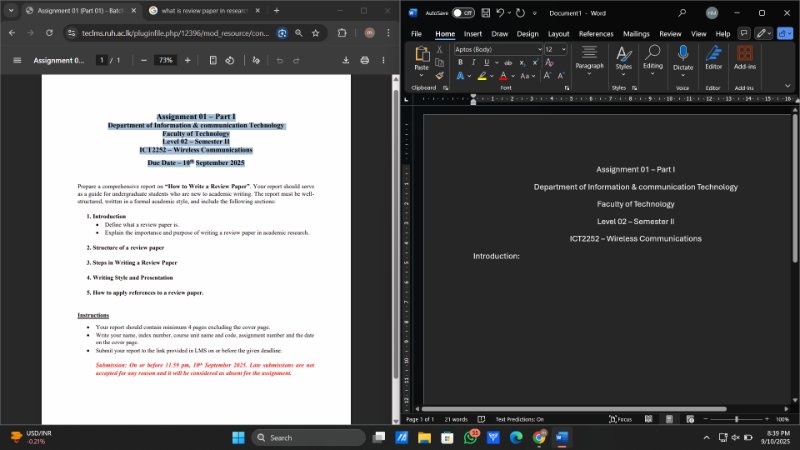 Assignment 01 (Part 01) – Batch
what is review paper in research
teclms.ruh.ac.lk/pluginfile.php/12396/mod_resource/con...
Assignment 0...
1 / 1
73%
Assignment 01 – Part I
Department of Information & communication Technology
Faculty of Technology
Level 02 – Semester II
ICT2252 – Wireless Communications
Due Date – 10th September 2025
Prepare a comprehensive report on "How to Write a Review Paper". Your report should serve
as a guide for undergraduate students who are new to academic writing. The report must be well-
structured, written in a formal academic style, and include the following sections:
1. Introduction
• Define what a review paper is.
• Explain the importance and purpose of writing a review paper in academic research.
2. Structure of a review paper
3. Steps in Writing a Review Paper
4. Writing Style and Presentation
5. How to apply references to a review paper.
Instructions
• Your report should contain minimum 4 pages excluding the cover page.
• Write your name, index number, course unit name and code, assignment number and the date
on the cover page.
• Submit your report to the link provided in LMS on or before the given deadline.
Submission: On or before 11.59 pm, 10th September 2025. Late submissions are not
accepted for any reason and it will be considered as absent for the assignment.
AutoSave Off
Document1 - Word
HM
File Home Insert Draw Design Layout References Mailings Review View Help
Aptos (Body) 12
Paste
Paragraph
Styles
Editing
Dictate
Editor
Add-ins
Clipboard
Font
Styles
Voice
Editor
Add-ins
Assignment 01 – Part I
Department of Information & communication Technology
Faculty of Technology
Level 02 – Semester II
ICT2252 – Wireless Communications
Introduction:
Page 1 of 1
21 words
Text Predictions: On
Focus
100%
USD/INR
-0.21%
Search
8:39 PM
9/10/2025